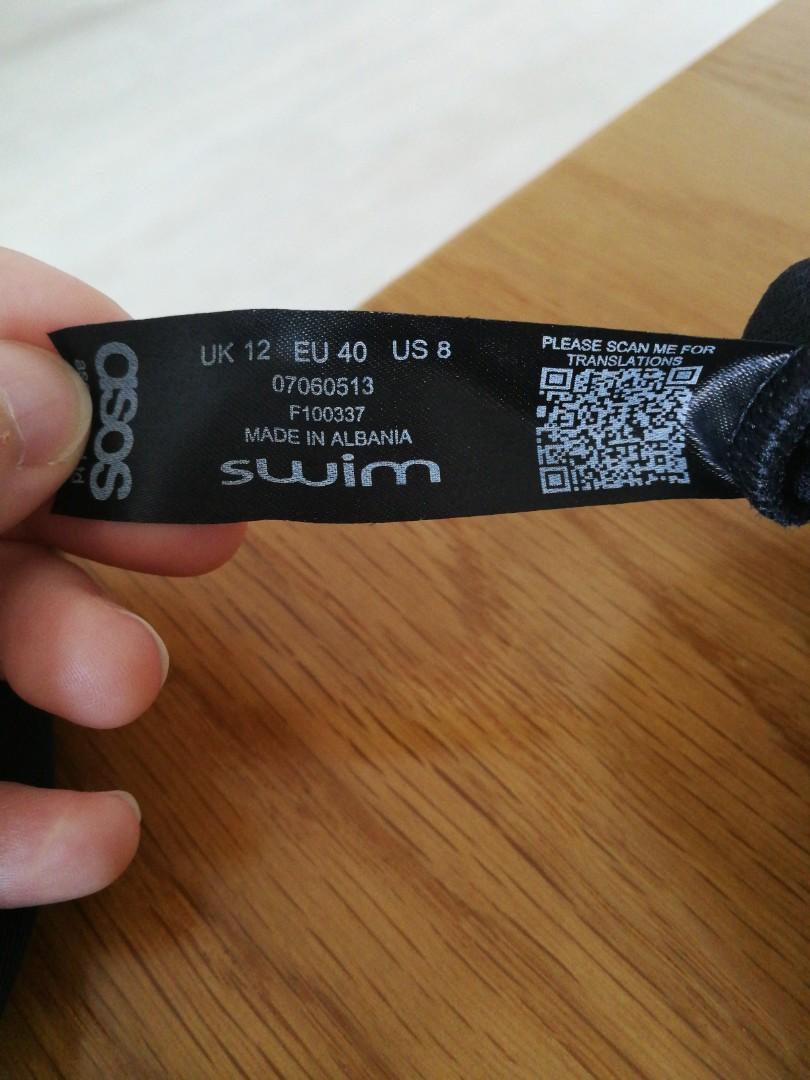 asos
UK 12 EU 40 US 8
07060513
F100337
MADE IN ALBANIA
swim
PLEASE SCAN ME FOR
TRANSLATIONS